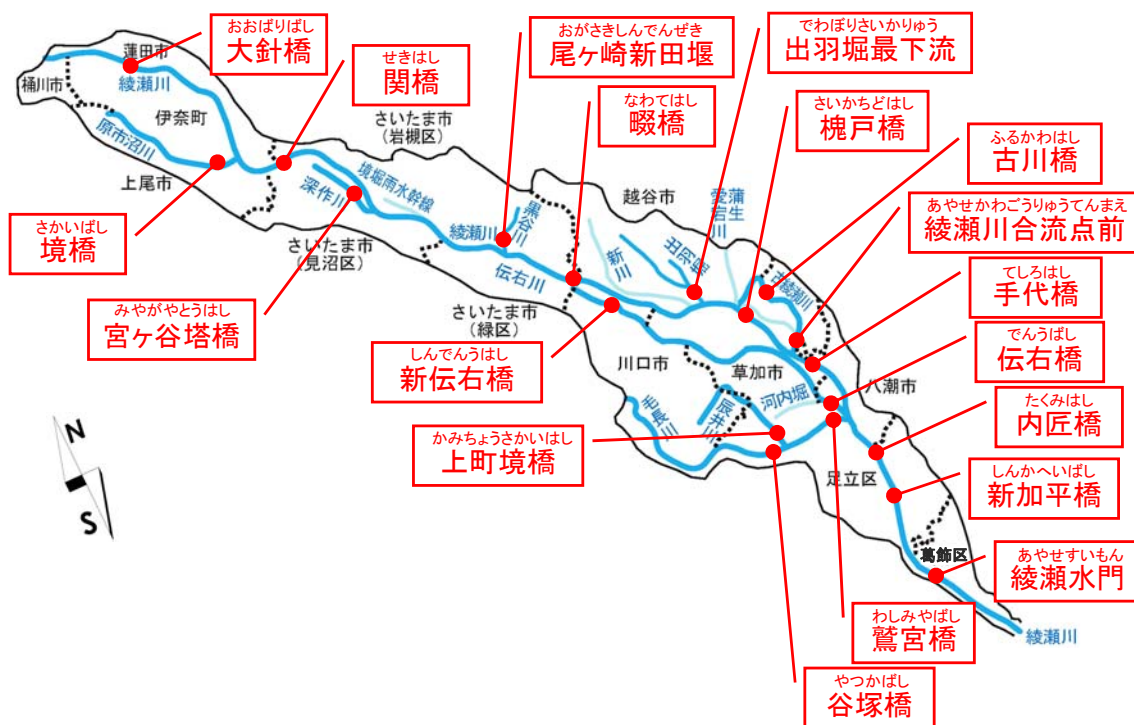 おおばりばし
大針橋
せきはし
関橋
おがさきしんでんぜき
尾ヶ崎新田堰
でわぼりさいかりゅう
出羽堀最下流
なわてはし
畷橋
さいかちどはし
槐戸橋
ふるかわはし
古川橋
あやせかわごうりゅうてんまえ
綾瀬川合流点前
てしろはし
手代橋
でんうばし
伝右橋
たくみはし
内匠橋
しんかへいばし
新加平橋
あやせすいもん
綾瀬水門
わしみやばし
鷲宮橋
やつかばし
谷塚橋
かみちょうさかいはし
上町境橋
しんでんうはし
新伝右橋
みやがやとうはし
宮ヶ谷塔橋
さかいばし
境橋
蓮田市
桶川市
綾瀬川
伊奈町
原市沼川
上尾市
さいたま市
(岩槻区)
境堀雨水幹線
深作川
さいたま市
(見沼区)
綾瀬川
黒谷川
伝右川
さいたま市
(緑区)
越谷市
新川
出羽堀
蒲生
愛宕川
古綾瀬川
川口市
草加市
八潮市
河内堀
辰井川
毛長川
足立区
葛飾区
綾瀬川
N
S